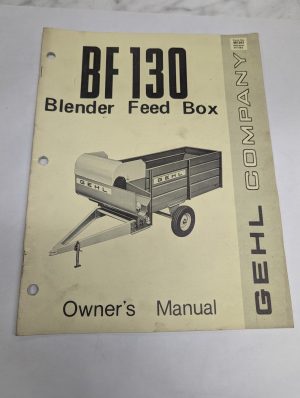 BF 130
Blender Feed Box
GEHL COMPANY
GEHL
GEHL
Owner's Manual